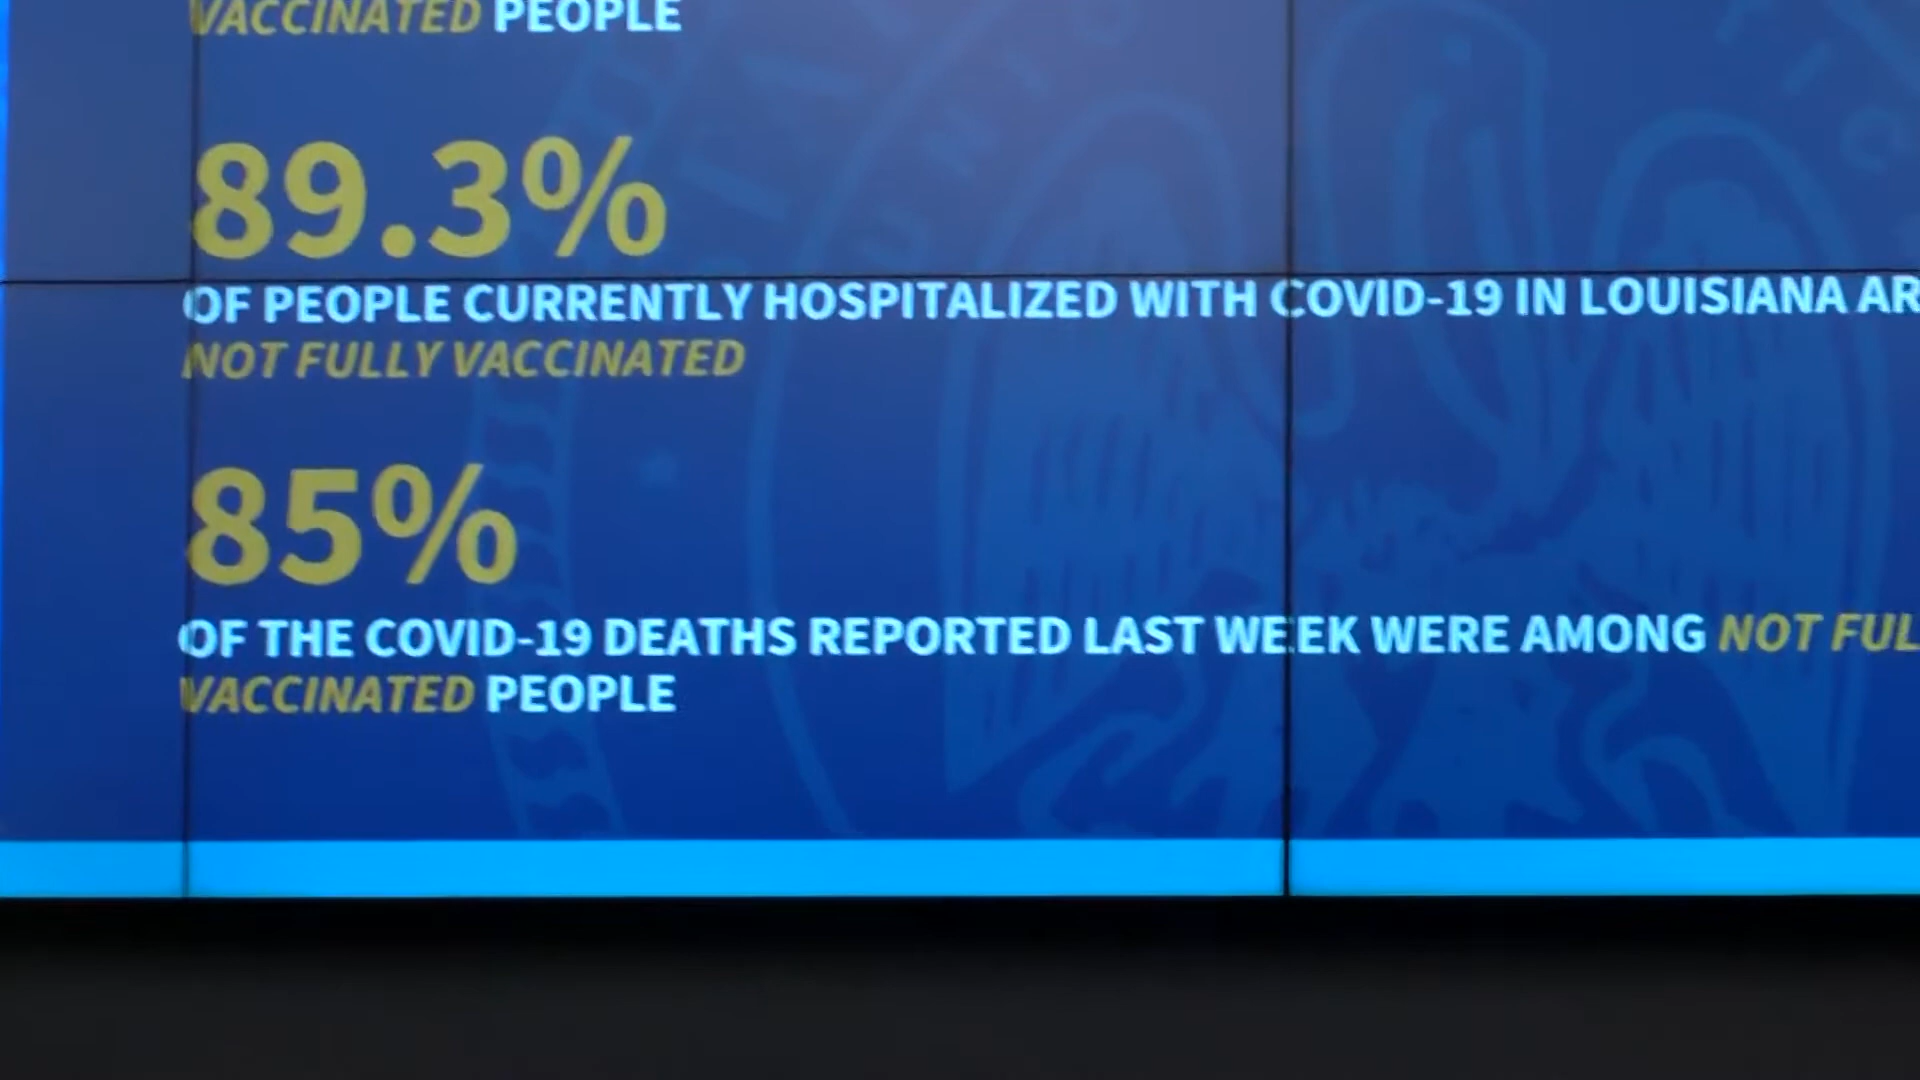 VACCINATED PEOPLE
89.3%
OF PEOPLE CURRENTLY HOSPITALIZED WITH COVID-19 IN LOUISIANA AR
NOT FULLY VACCINATED
85%
OF THE COVID-19 DEATHS REPORTED LAST WEEK WERE AMONG NOT FUL
VACCINATED PEOPLE